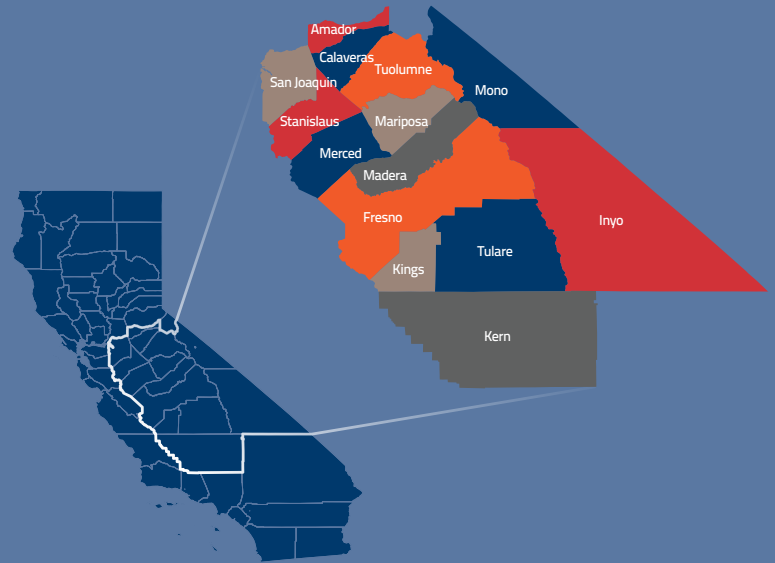 Amador
Calaveras
Tuolumne
San Joaquin
Mono
Stanislaus
Mariposa
Merced
Madera
Fresno
Inyo
Tulare
Kings
Kern